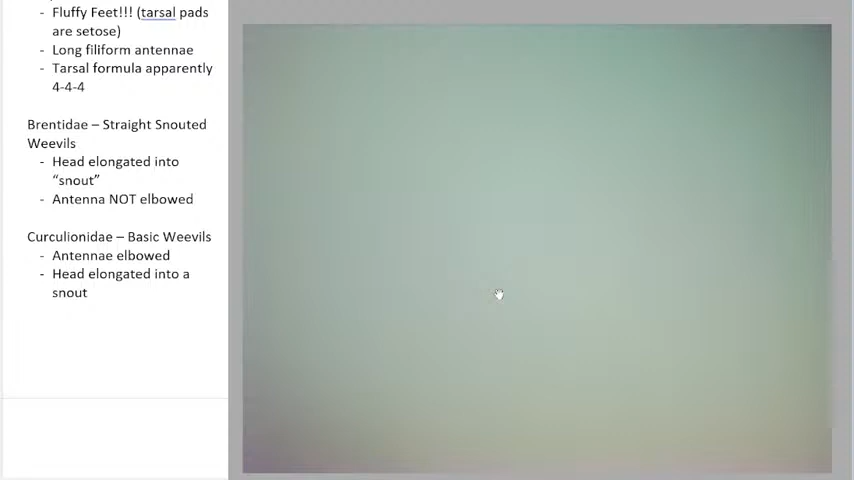 - Fluffy Feet!!! (tarsal pads
are setose)
- Long filiform antennae
- Tarsal formula apparently
4-4-4
Brentidae – Straight Snouted
Weevils
- Head elongated into
“snout”
- Antenna NOT elbowed
Curculionidae – Basic Weevils
- Antennae elbowed
- Head elongated into a
snout